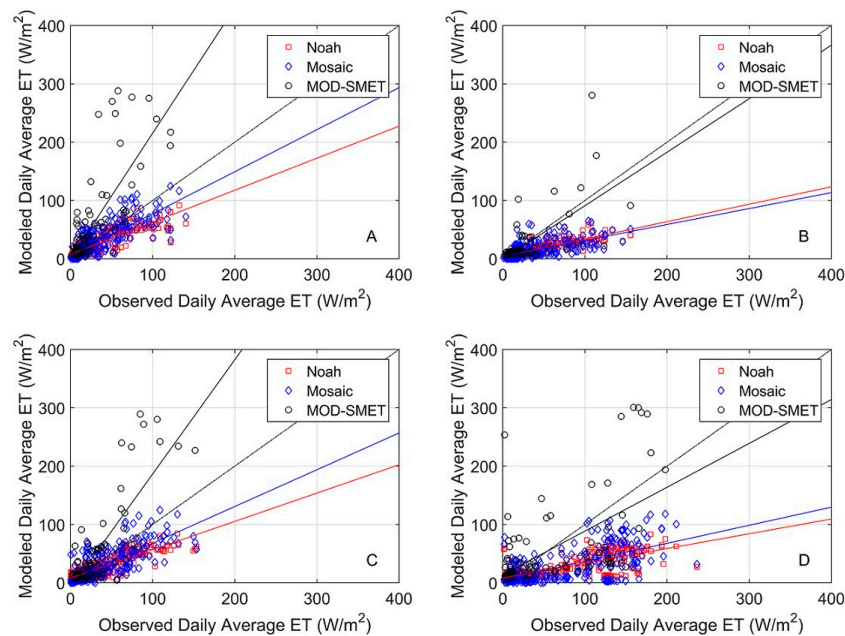 400
300
200
100
0
Modeled Daily Average ET (W/m²)
Noah
Mosaic
MOD-SMET
A
0 100 200 300 400
Observed Daily Average ET (W/m²)
400
300
200
100
0
Modeled Daily Average ET (W/m²)
Noah
Mosaic
MOD-SMET
B
0 100 200 300 400
Observed Daily Average ET (W/m²)
400
300
200
100
0
Modeled Daily Average ET (W/m²)
Noah
Mosaic
MOD-SMET
C
0 100 200 300 400
Observed Daily Average ET (W/m²)
400
300
200
100
0
Modeled Daily Average ET (W/m²)
Noah
Mosaic
MOD-SMET
D
0 100 200 300 400
Observed Daily Average ET (W/m²)